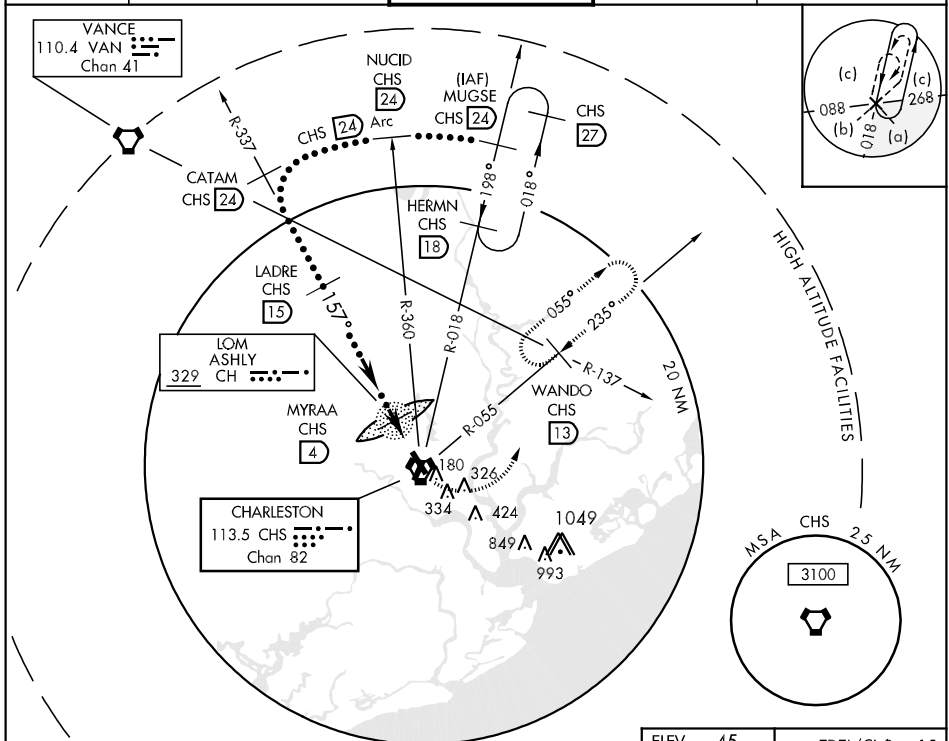 VANCE
110.4 VAN
Chan 41
NUCID
CHS
24
(IAF)
MUGSE
CHS 24
CHS
27
R-337
CHS 24 Arc
CATAM
CHS 24
198°
018°
HERMN
CHS
18
LADRE
CHS
15
157°
R-360
R-018
055°
235°
R-137
20 NM
HIGH ALTITUDE FACILITIES
LOM
ASHLY
329 CH
MYRAA
CHS
4
R-055
WANDO
CHS
13
180
326
334
424
849
1049
993
CHARLESTON
113.5 CHS
Chan 82
(c)
(c)
088
268
(b)
(a)
018
MSA CHS 25 NM
3100
ELEV 45